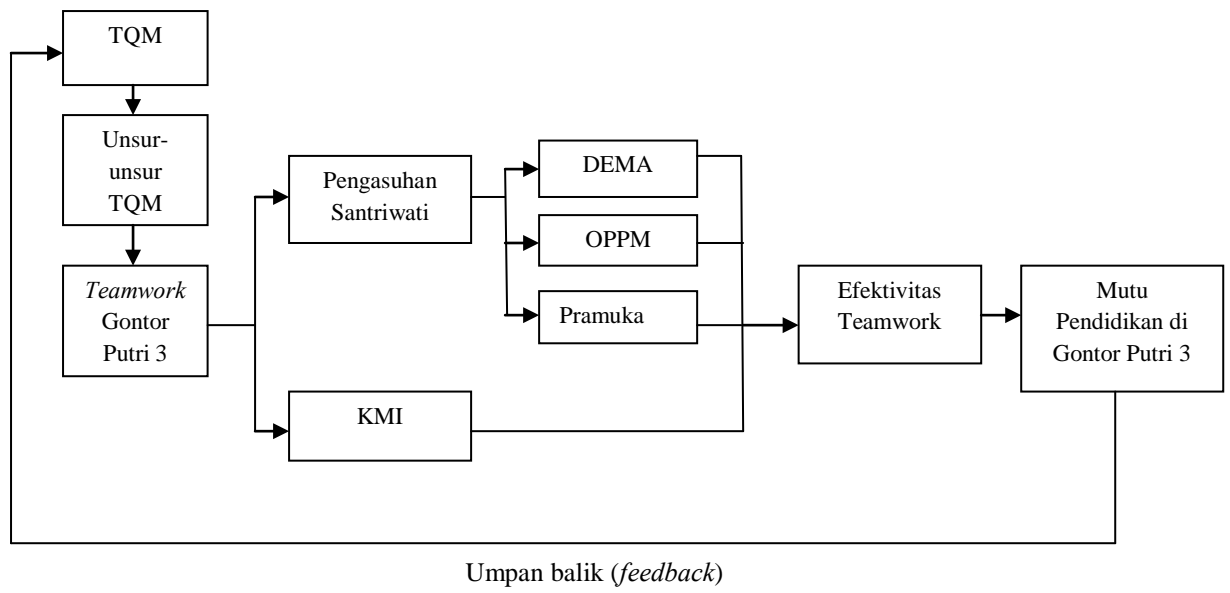 TQM
Unsur-
unsur
TQM
Teamwork
Gontor
Putri 3
Pengasuhan
Santriwati
KMI
DEMA
OPPM
Pramuka
Efektivitas
Teamwork
Mutu
Pendidikan di
Gontor Putri 3
Umpan balik (feedback)